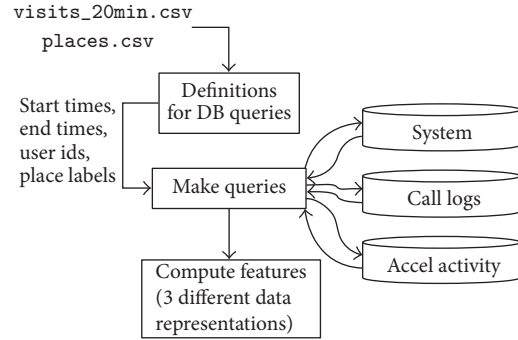 visits_20min.csv
places.csv
Definitions
for DB queries
Start times,
end times,
user ids,
place labels
Make queries
System
Call logs
Accel activity
Compute features
(3 different data
representations)